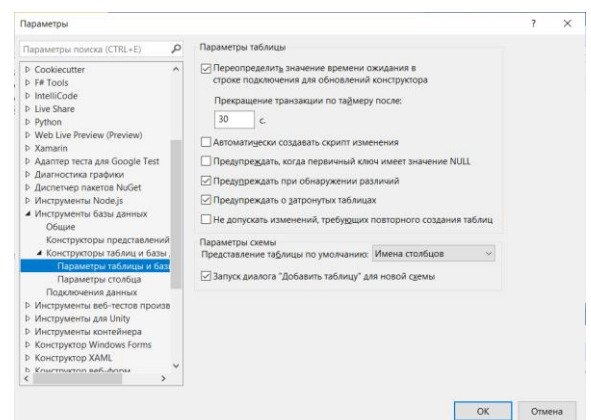 Параметры
? ×
Параметры поиска (CTRL+E)
Cookiecutter
F# Tools
IntelliCode
Live Share
Python
Web Live Preview (Preview)
Xamarin
Адаптер теста для Google Test
Диагностика графики
Диспетчер пакетов NuGet
Инструменты Node.js
Инструменты базы данных
Общие
Конструкторы представлений
Конструкторы таблиц и базы
Параметры таблицы и баз
Параметры столбца
Подключения данных
Инструменты веб-тестов произв
Инструменты для Unity
Инструменты контейнера
Конструктор Windows Forms
Конструктор XAML
Конструктор веб-форм
Параметры таблицы
Переопределить значение времени ожидания в
строке подключения для обновлений конструктора
Прекращение транзакции по таймеру после:
30 с.
Автоматически создавать скрипт изменения
Предупреждать, когда первичный ключ имеет значение NULL
Предупреждать при обнаружении различий
Предупреждать о затронутых таблицах
Не допускать изменений, требующих повторного создания таблиц
Параметры схемы
Представление таблицы по умолчанию: Имена столбцов
Запуск диалога "Добавить таблицу" для новой схемы
ОК Отмена